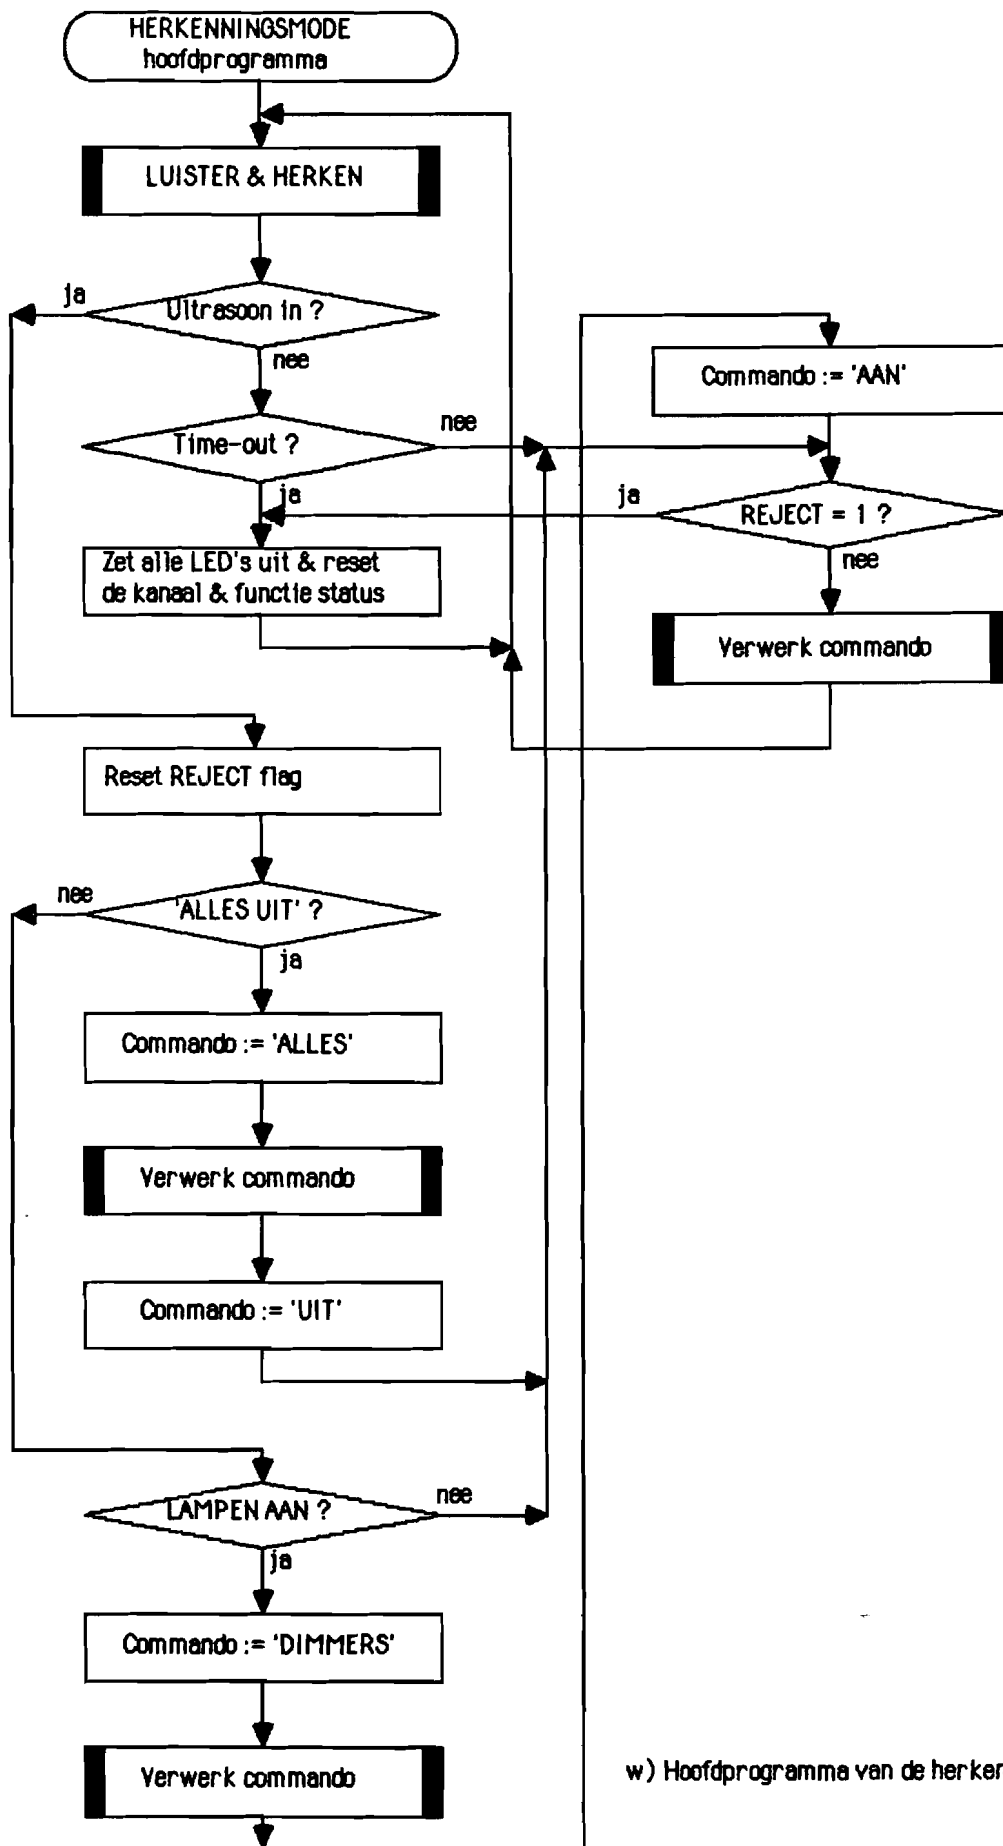 HERKENNINGSMODE
hoofdprogramma
LUISTER & HERKEN
ja
Ultrasoon in ?
nee
Time-out ?
nee
ja
Zet alle LED's uit & reset
de kanaal & functie status
Commando := 'AAN'
ja
REJECT = 1 ?
nee
Verwerk commando
Reset REJECT flag
nee
'ALLES UIT' ?
ja
Commando := 'ALLES'
Verwerk commando
Commando := 'UIT'
LAMPEN AAN ?
nee
ja
Commando := 'DIMMERS'
Verwerk commando
w) Hoofdprogramma van de herken